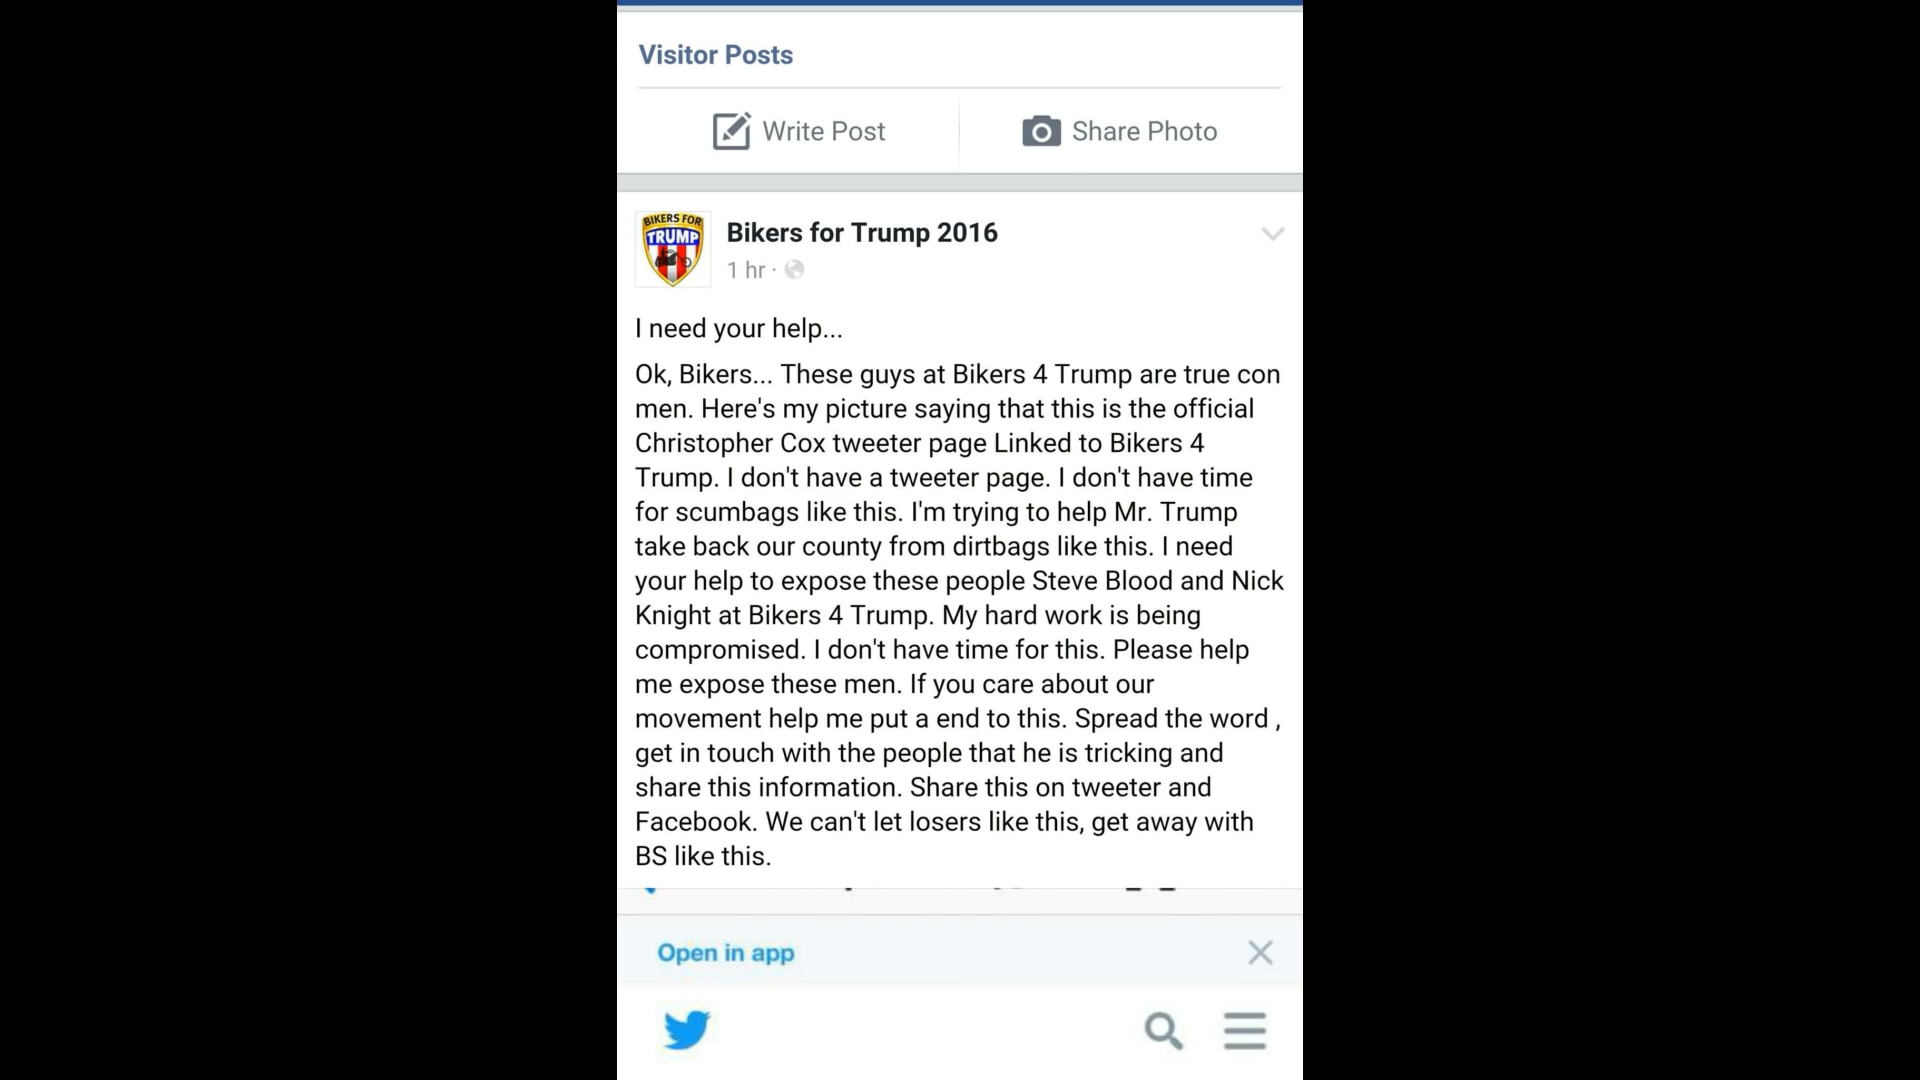 Visitor Posts
Write Post
Share Photo
BIKERS FOR
TRUMP
Bikers for Trump 2016
1 hr ·
I need your help...
Ok, Bikers... These guys at Bikers 4 Trump are true con
men. Here's my picture saying that this is the official
Christopher Cox tweeter page Linked to Bikers 4
Trump. I don't have a tweeter page. I don't have time
for scumbags like this. I'm trying to help Mr. Trump
take back our county from dirtbags like this. I need
your help to expose these people Steve Blood and Nick
Knight at Bikers 4 Trump. My hard work is being
compromised. I don't have time for this. Please help
me expose these men. If you care about our
movement help me put a end to this. Spread the word ,
get in touch with the people that he is tricking and
share this information. Share this on tweeter and
Facebook. We can't let losers like this, get away with
BS like this.
Open in app